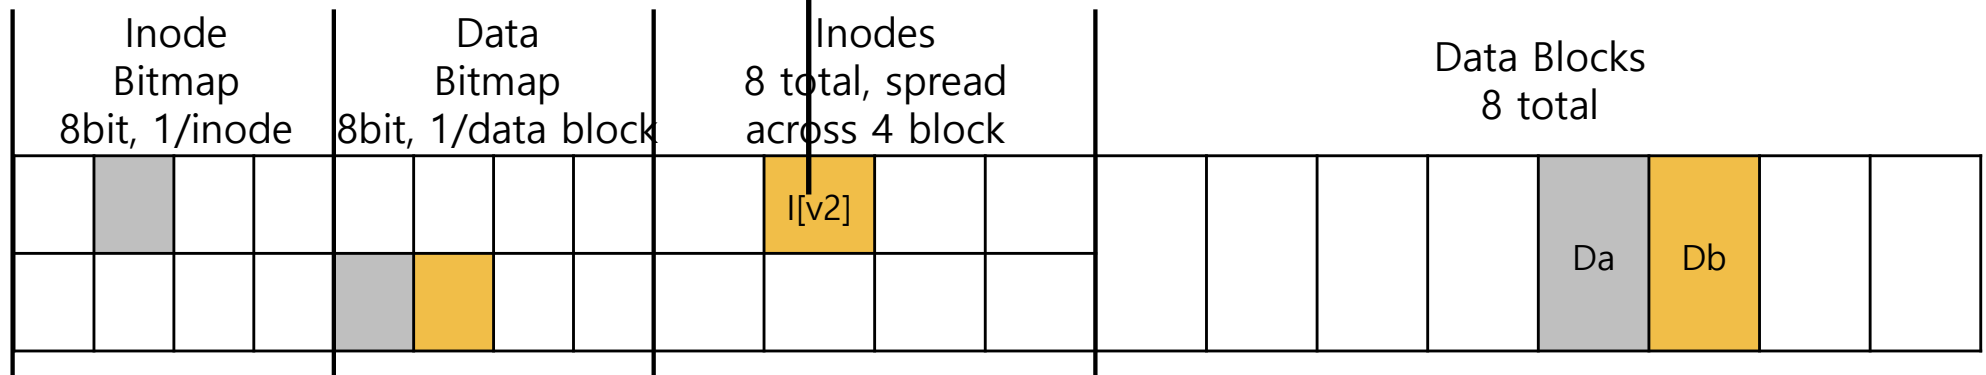 Inode
Bitmap
8bit, 1/inode
Data
Bitmap
8bit, 1/data block
Inodes
8 total, spread
across 4 block
Data Blocks
8 total
I[v2]
Da
Db